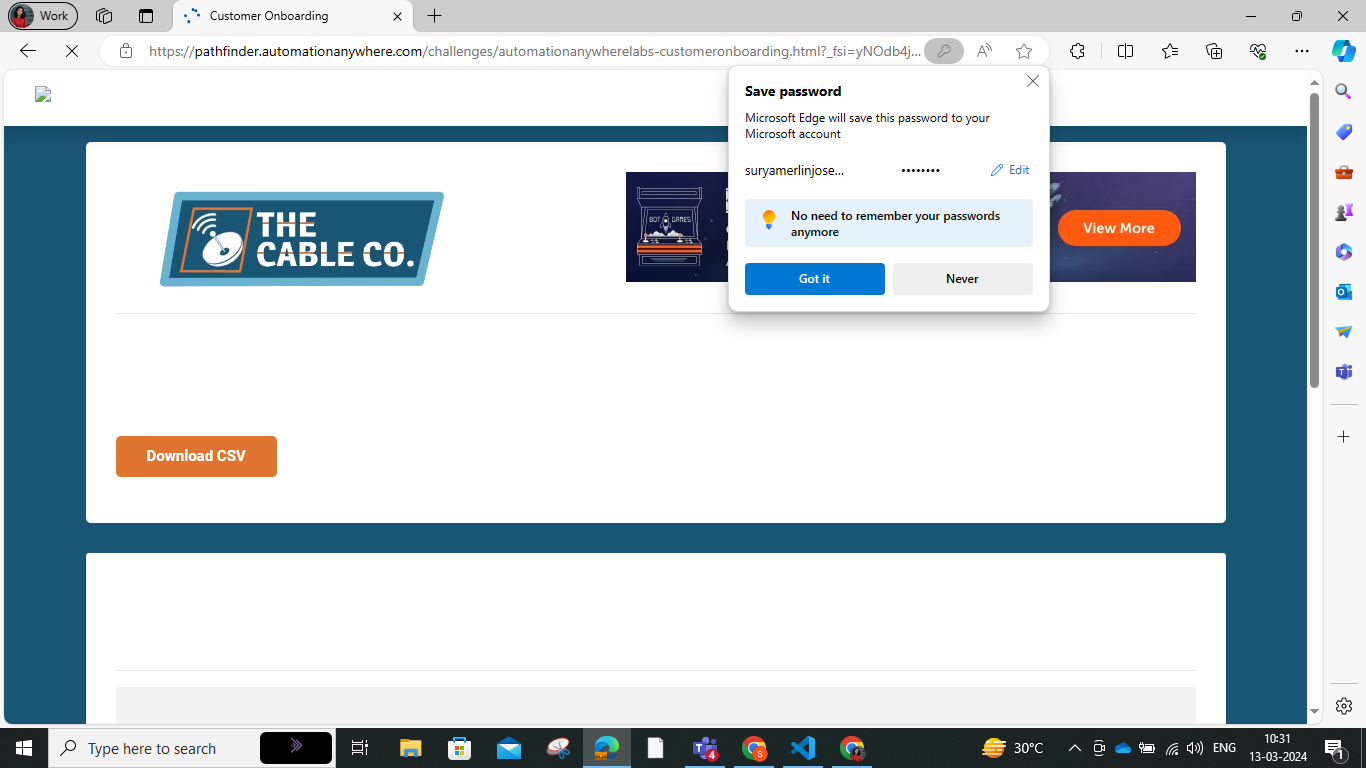 Work
Customer Onboarding
https://pathfinder.automationanywhere.com/challenges/automationanywherelabs-customeronboarding.html?_fsi=yNOdb4j...
Save password
Microsoft Edge will save this password to your
Microsoft account
suryamerlinjose...
••••••••
Edit
No need to remember your passwords
anymore
Got it
Never
THE
CABLE CO.
BOT GAMES
View More
Download CSV
Type here to search
4
S
30°C
ENG
10:31
13-03-2024
1